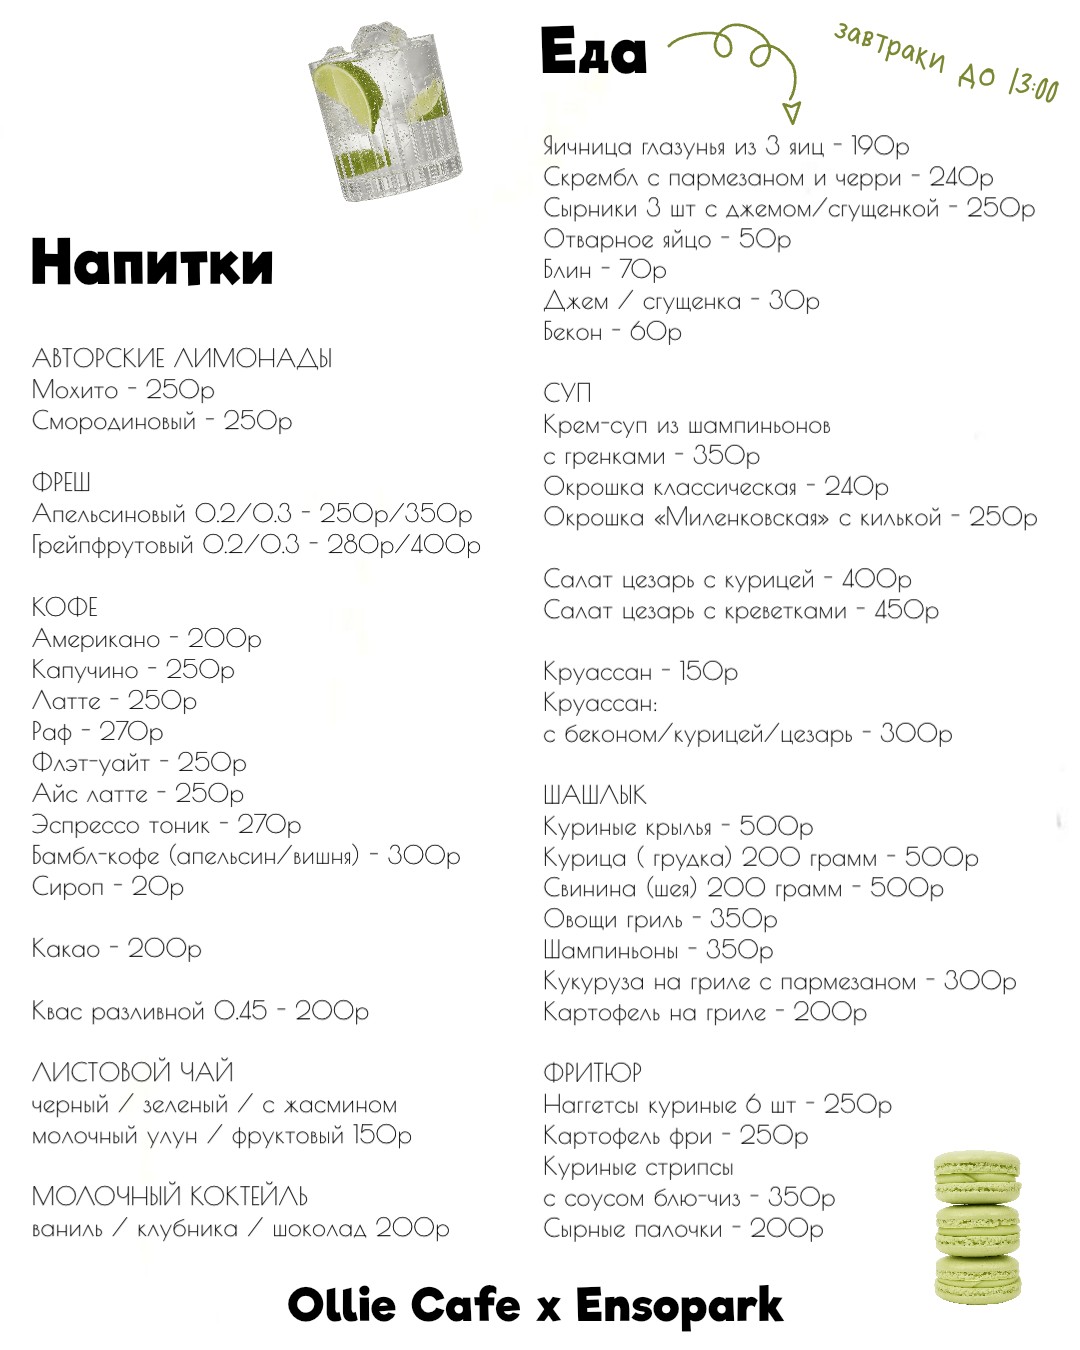 Напитки
АВТОРСКИЕ ЛИМОНАДЫ
Мохито - 250р
Смородиновый - 250р
ФРЕШ
Апельсиновый 0.2/0.3 - 250р/350р
Грейпфрутовый 0.2/0.3 - 280р/400р
КОФЕ
Американо - 200р
Капучино - 250р
Латте - 250р
Раф - 270р
Флэт-уайт - 250р
Айс латте - 250р
Эспрессо тоник - 270р
Бамбл-кофе (апельсин/вишня) - 300р
Сироп - 20р
Какао - 200р
Квас разливной 0.45 - 200р
ЛИСТОВОЙ ЧАЙ
черный / зеленый / с жасмином
молочный улун / фруктовый 150р
МОЛОЧНЫЙ КОКТЕЙЛЬ
ваниль / клубника / шоколад 200р
Еда
завтраки до 13:00
Яичница глазунья из 3 яиц - 190р
Скрембл с пармезаном и черри - 240р
Сырники 3 шт с джемом/сгущенкой - 250р
Отварное яйцо - 50р
Блин - 70р
Джем / сгущенка - 30р
Бекон - 60р
СУП
Крем-суп из шампиньонов
с гренками - 350р
Окрошка классическая - 240р
Окрошка «Миленковская» с килькой - 250р
Салат цезарь с курицей - 400р
Салат цезарь с креветками - 450р
Круассан - 150р
Круассан:
с беконом/курицей/цезарь - 300р
ШАШЛЫК
Куриные крылья - 500р
Курица ( грудка) 200 грамм - 500р
Свинина (шея) 200 грамм - 500р
Овощи гриль - 350р
Шампиньоны - 350р
Кукуруза на гриле с пармезаном - 300р
Картофель на гриле - 200р
ФРИТЮР
Наггетсы куриные 6 шт - 250р
Картофель фри - 250р
Куриные стрипсы
с соусом блю-чиз - 350р
Сырные палочки - 200р
Ollie Cafe x Ensopark